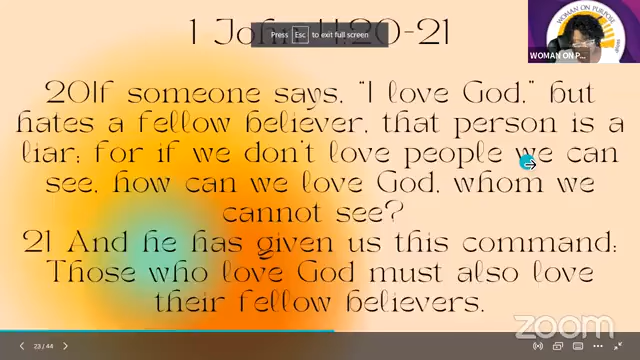 1 John 4:20-21
Press Esc to exit full screen
WOMAN ON PURPOSE
WOMAN ON P...
20If someone says, "I love God," but
hates a fellow believer, that person is a
liar; for if we don't love people we can
see, how can we love God, whom we
cannot see?
21 And he has given us this command:
Those who love God must also love
their fellow believers.
zoom
23 / 44